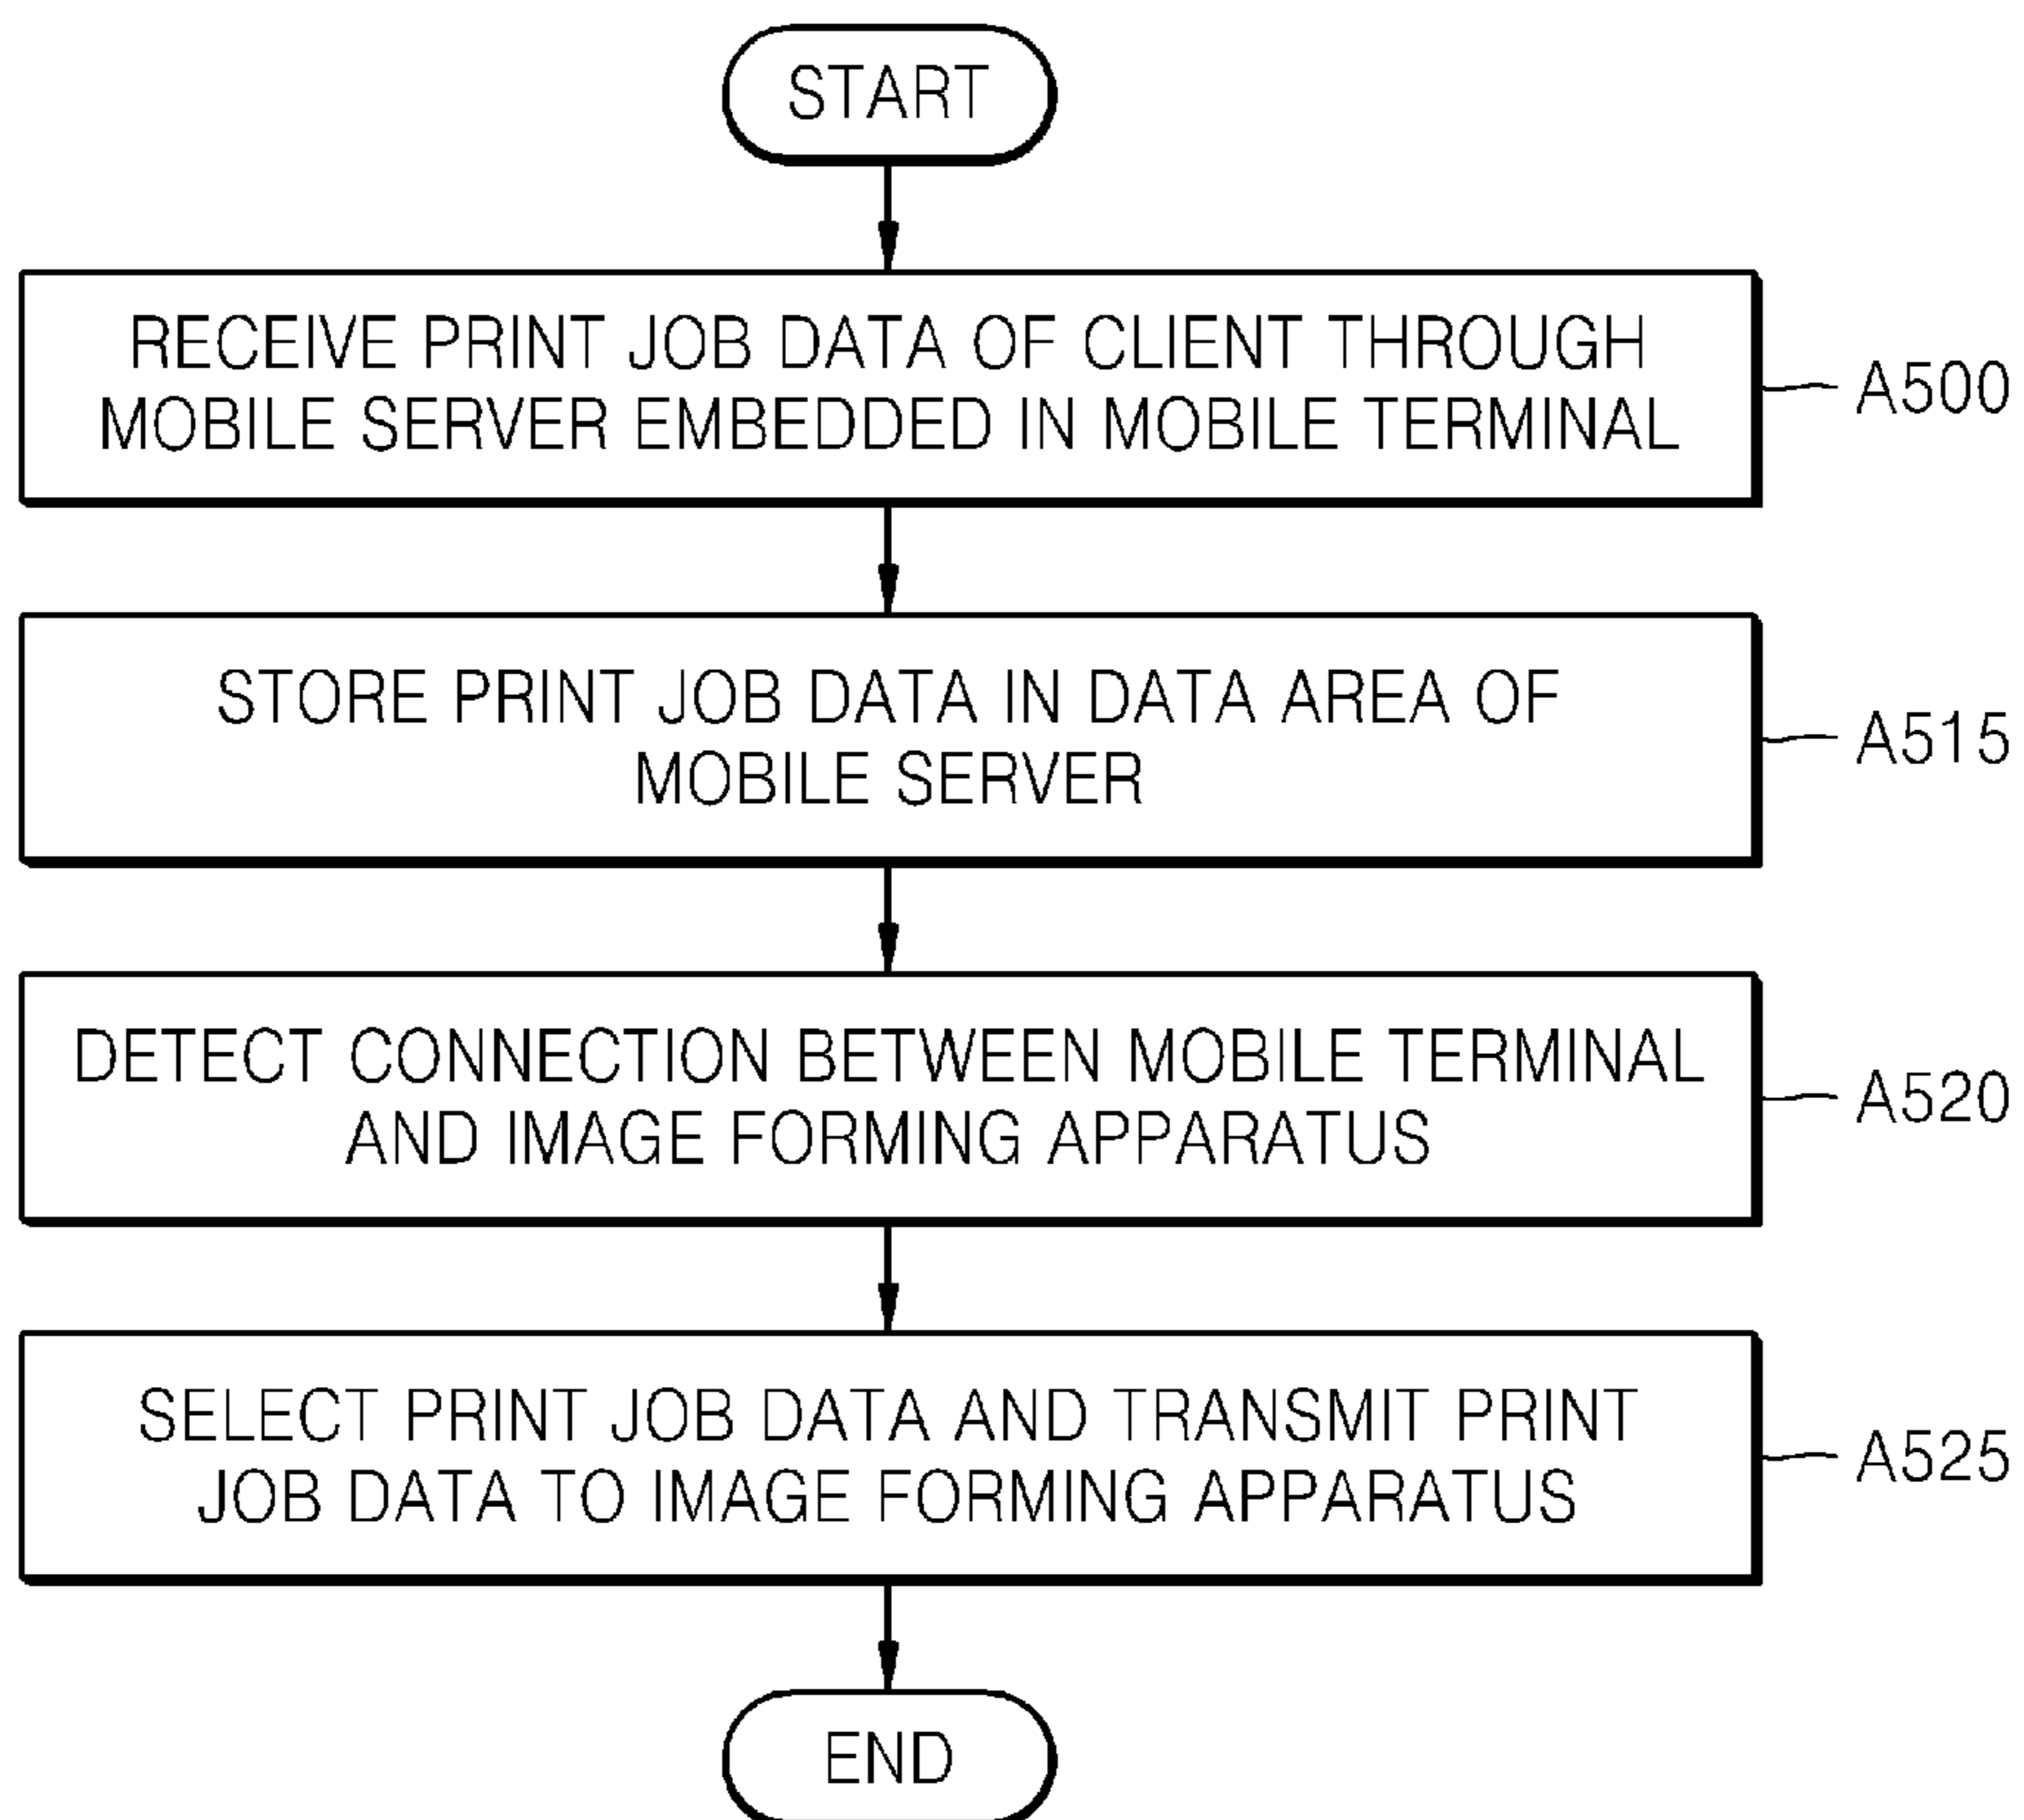 START
RECEIVE PRINT JOB DATA OF CLIENT THROUGH
MOBILE SERVER EMBEDDED IN MOBILE TERMINAL
A500
STORE PRINT JOB DATA IN DATA AREA OF
MOBILE SERVER
A515
DETECT CONNECTION BETWEEN MOBILE TERMINAL
AND IMAGE FORMING APPARATUS
A520
SELECT PRINT JOB DATA AND TRANSMIT PRINT
JOB DATA TO IMAGE FORMING APPARATUS
A525
END